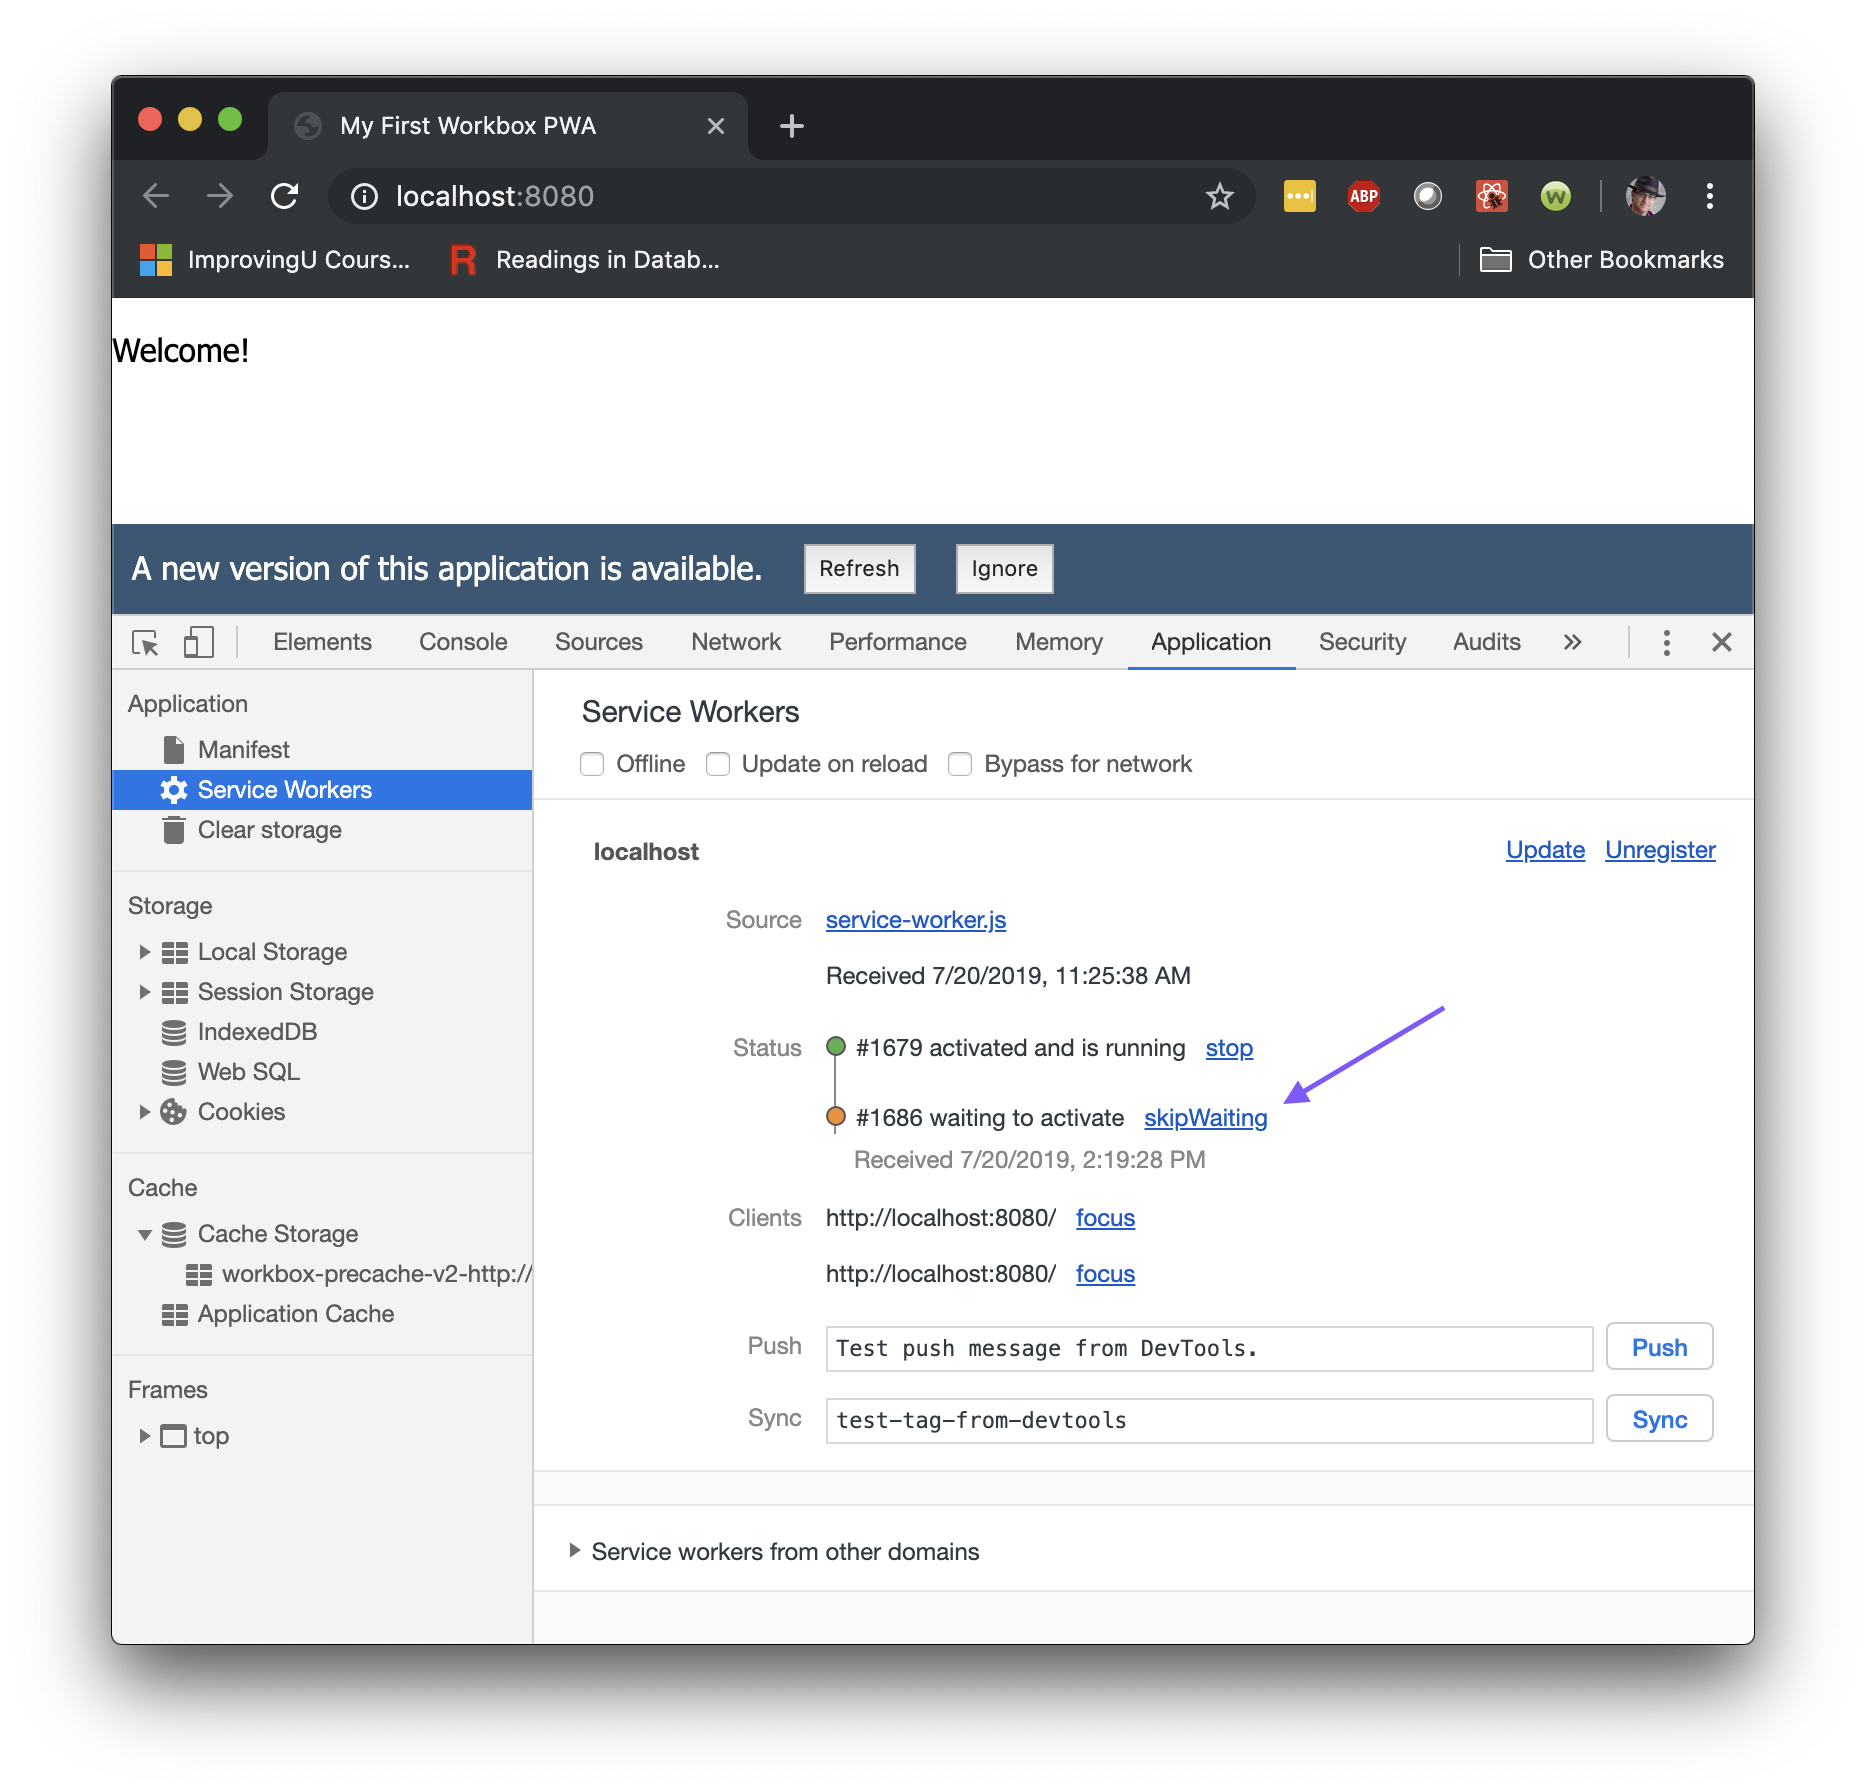 My First Workbox PWA
localhost:8080
ABP
W
ImprovingU Cours...
R Readings in Datab...
Other Bookmarks
Welcome!
A new version of this application is available. Refresh Ignore
Elements Console Sources Network Performance Memory Application Security Audits »
Application
Manifest
Service Workers
Clear storage
Storage
Local Storage
Session Storage
IndexedDB
Web SQL
Cookies
Cache
Cache Storage
workbox-precache-v2-http://
Application Cache
Frames
top
Service Workers
Offline Update on reload Bypass for network
localhost Update Unregister
Source service-worker.js
Received 7/20/2019, 11:25:38 AM
Status #1679 activated and is running stop
#1686 waiting to activate skipWaiting
Received 7/20/2019, 2:19:28 PM
Clients http://localhost:8080/ focus
http://localhost:8080/ focus
Push Test push message from DevTools. Push
Sync test-tag-from-devtools Sync
Service workers from other domains